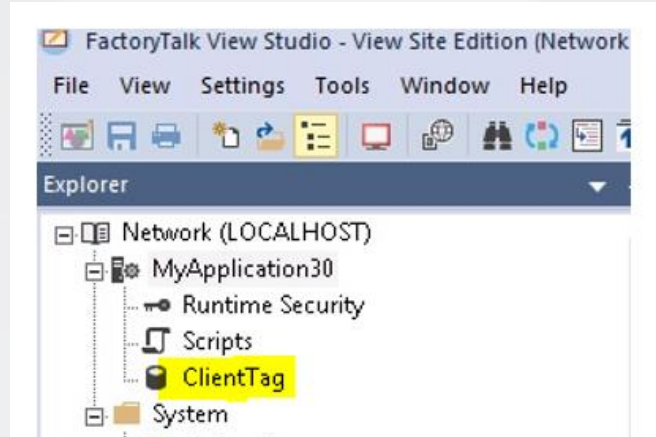 FactoryTalk View Studio - View Site Edition (Network
File View Settings Tools Window Help
Explorer
Network (LOCALHOST)
MyApplication30
Runtime Security
Scripts
ClientTag
System